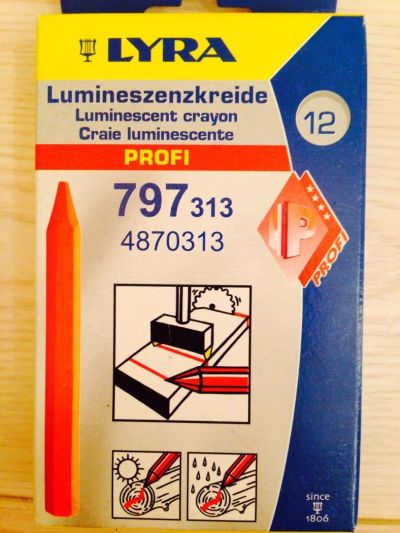 LYRA
Lumineszenzkreide
Luminescent crayon
Craie luminescente
12
PROFI
797 313
4870313
P
PROFI
since
1806